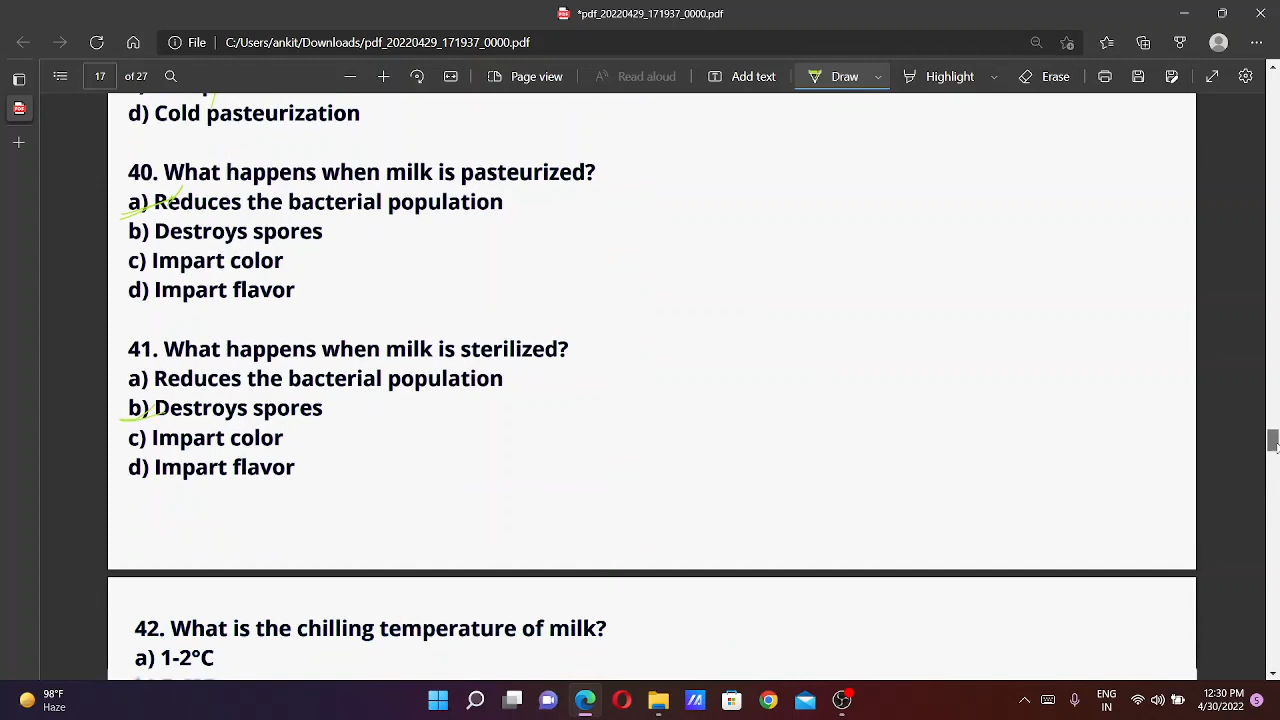 *pdf_20220429_171937_0000.pdf
File C:/Users/ankit/Downloads/pdf_20220429_171937_0000.pdf
17 of 27 Page view Read aloud Add text Draw Highlight Erase
d) Cold pasteurization
40. What happens when milk is pasteurized?
a) Reduces the bacterial population
b) Destroys spores
c) Impart color
d) Impart flavor
41. What happens when milk is sterilized?
a) Reduces the bacterial population
b) Destroys spores
c) Impart color
d) Impart flavor
42. What is the chilling temperature of milk?
a) 1-2°C
98°F
Haze
ENG
IN
12:30 PM
4/30/2022
S